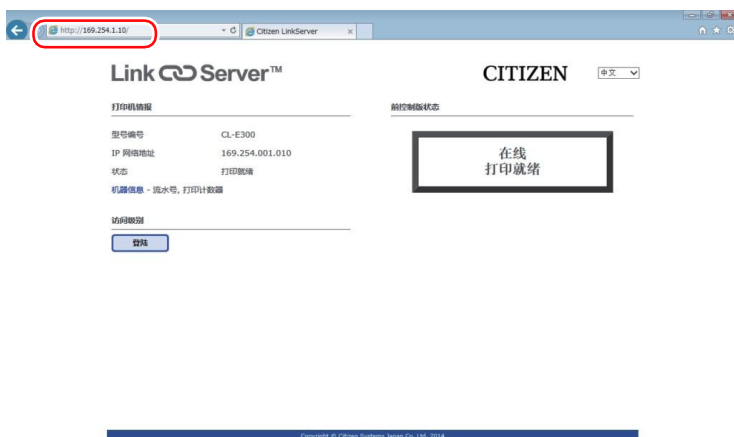 http://169.254.1.10/
Citizen LinkServer
Link Server™
CITIZEN
中文
打印机情报
前控制版状态
型号编号 CL-E300
IP 网络地址 169.254.001.010
状态 打印就绪
机器信息 - 流水号, 打印计数器
在线
打印就绪
访问级别
登陆
Copyright © Citizen Systems Japan Co. Ltd. 2014